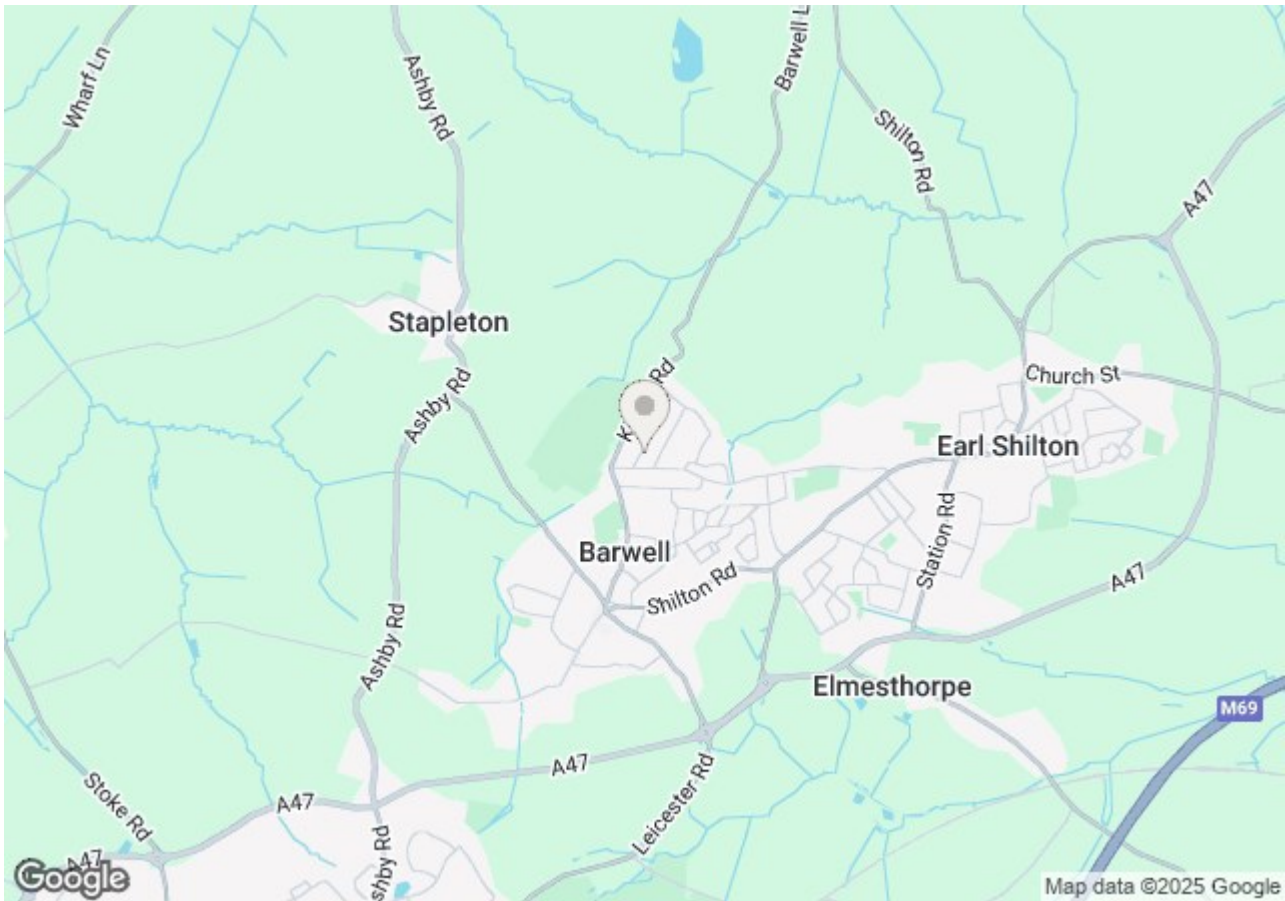 Wharf Ln
Ashby Rd
Barwell L
Shilton Rd
A47
Stapleton
Rd
Church St
K
Ashby Rd
Earl Shilton
Station Rd
Barwell
Shilton Rd
A47
Ashby Rd
Elmesthorpe
M69
A47
Leicester Rd
Stoke Rd
A47
A47
shby Rd
Google
Map data ©2025 Google